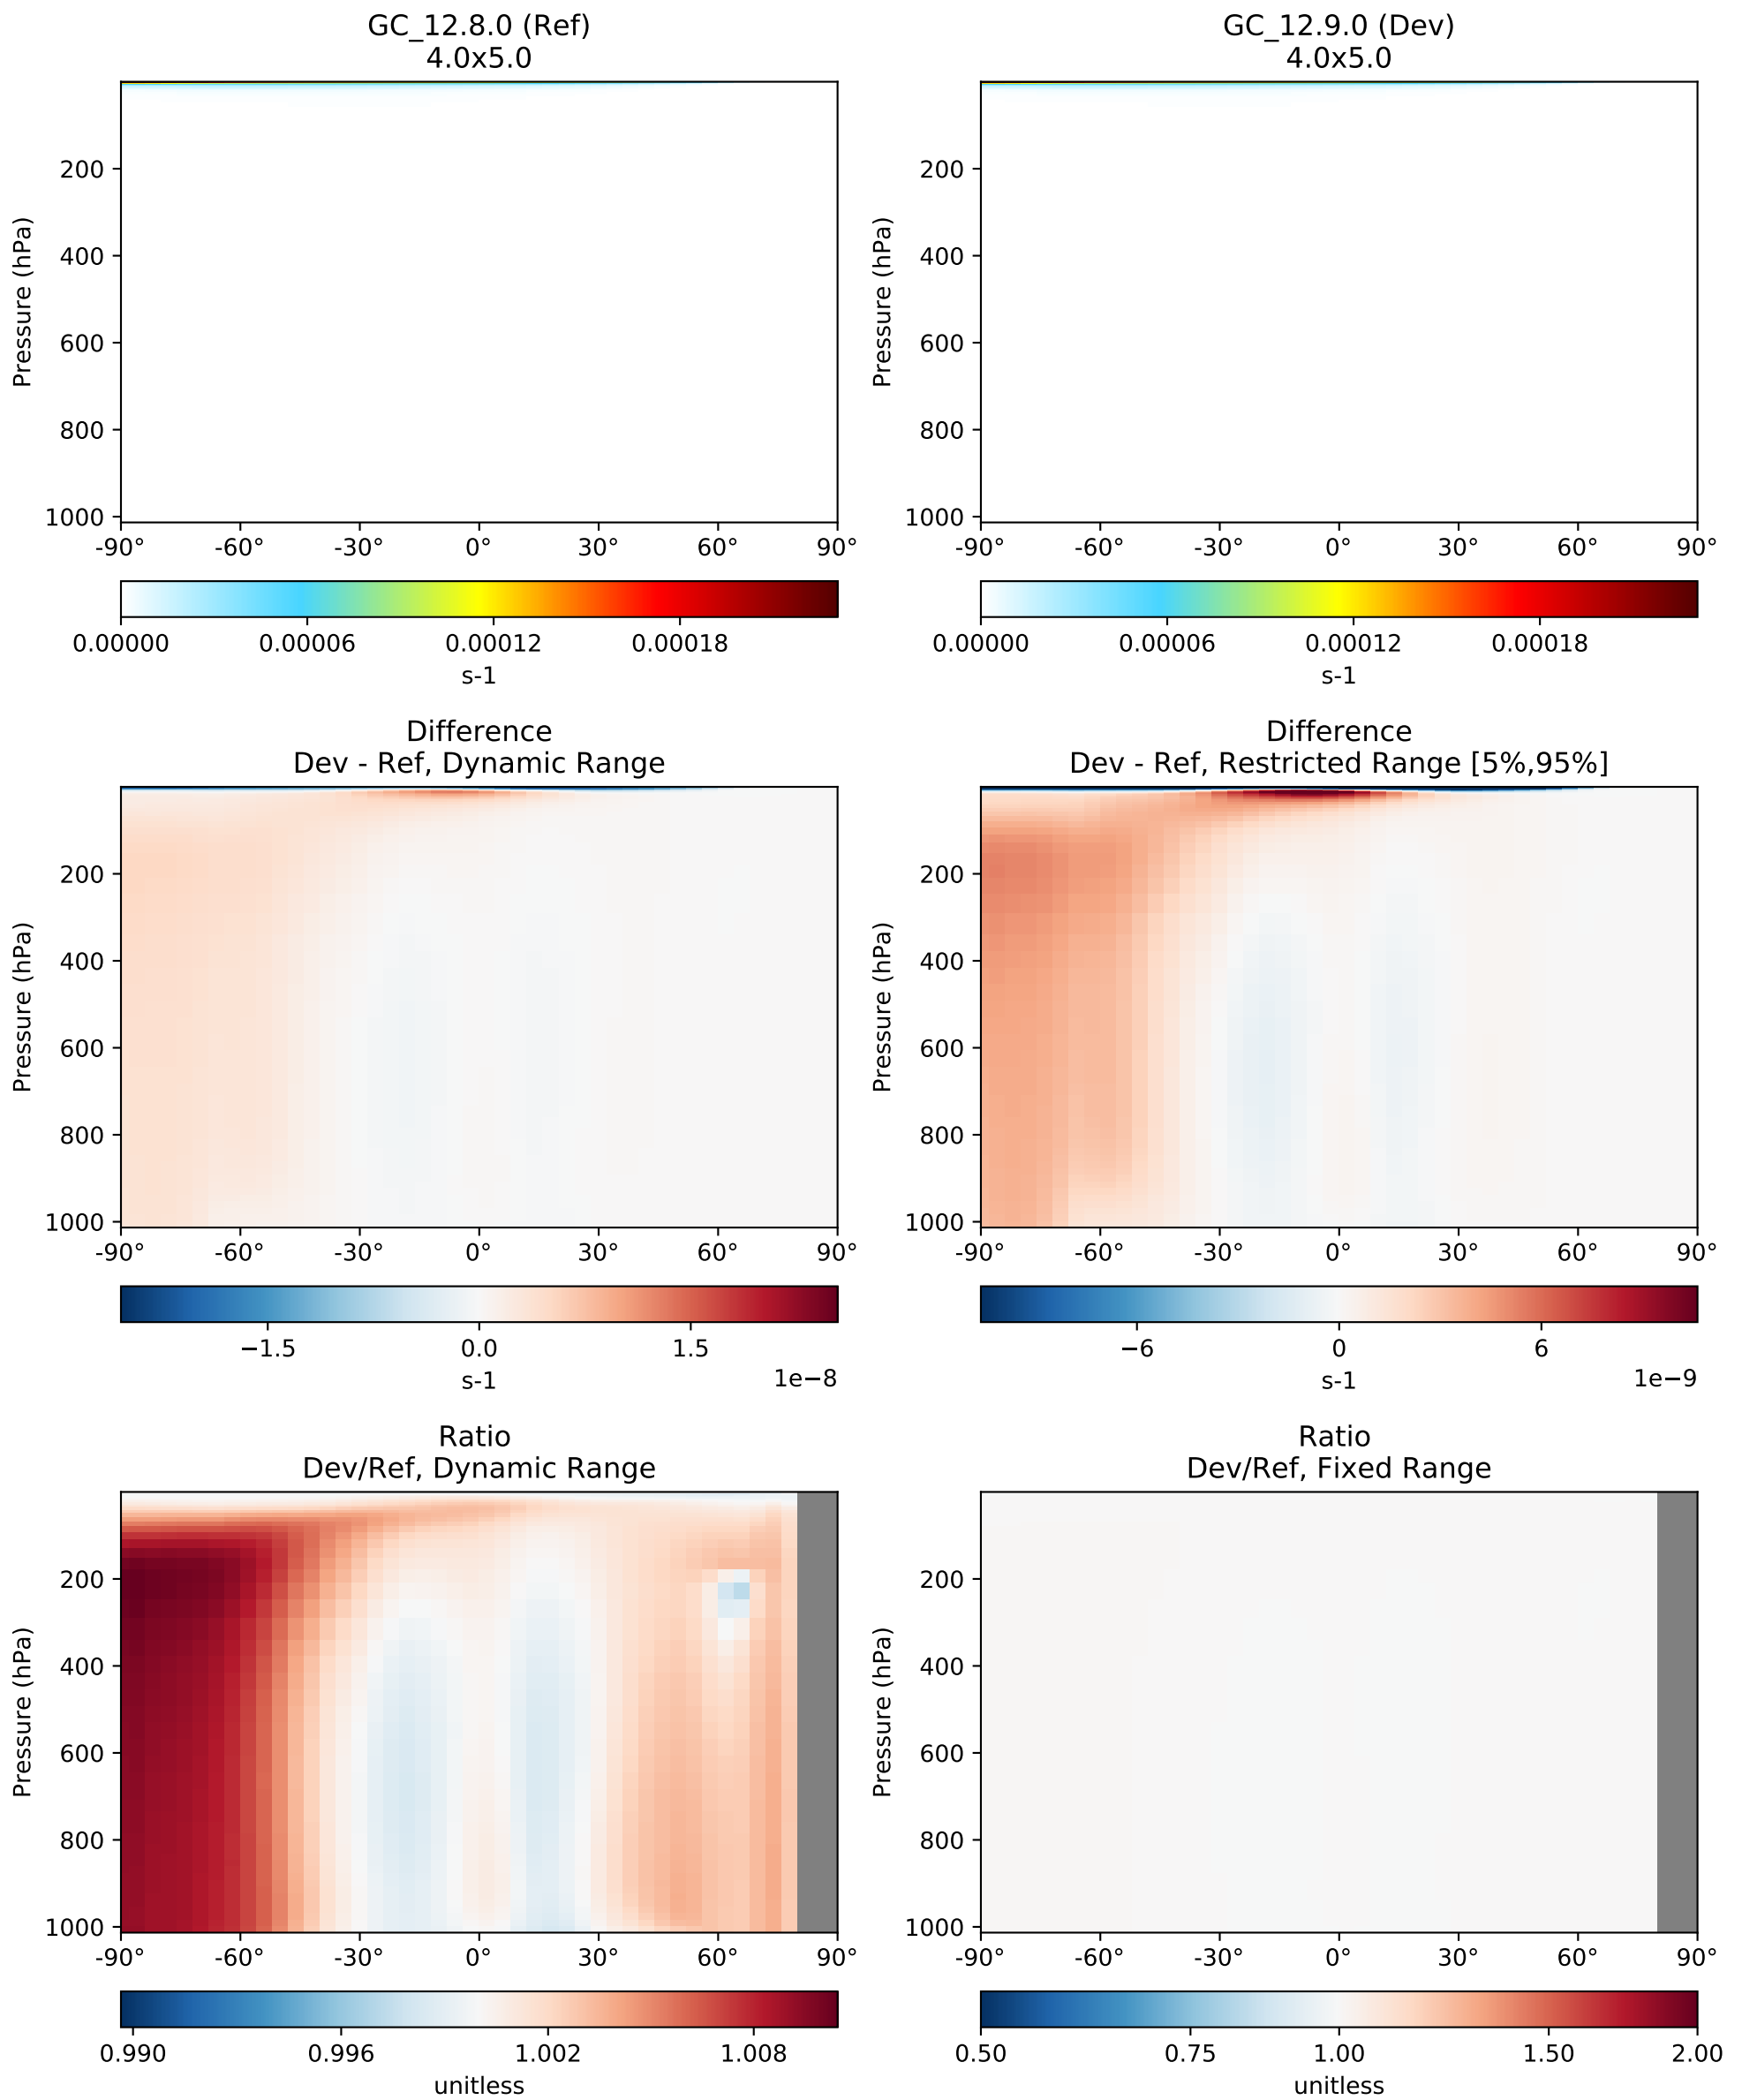 GC_12.8.0 (Ref)
4.0x5.0
GC_12.9.0 (Dev)
4.0x5.0
Pressure (hPa)
200
400
600
800
1000
-90° -60° -30° 0° 30° 60° 90°
0.00000 0.00006 0.00012 0.00018
s-1
Pressure (hPa)
200
400
600
800
1000
-90° -60° -30° 0° 30° 60° 90°
0.00000 0.00006 0.00012 0.00018
s-1
Difference
Dev - Ref, Dynamic Range
Pressure (hPa)
200
400
600
800
1000
-90° -60° -30° 0° 30° 60° 90°
−1.5 0.0 1.5
s-1 1e−8
Difference
Dev - Ref, Restricted Range [5%,95%]
Pressure (hPa)
200
400
600
800
1000
-90° -60° -30° 0° 30° 60° 90°
−6 0 6
s-1 1e−9
Ratio
Dev/Ref, Dynamic Range
Pressure (hPa)
200
400
600
800
1000
-90° -60° -30° 0° 30° 60° 90°
0.990 0.996 1.002 1.008
unitless
Ratio
Dev/Ref, Fixed Range
Pressure (hPa)
200
400
600
800
1000
-90° -60° -30° 0° 30° 60° 90°
0.50 0.75 1.00 1.50 2.00
unitless